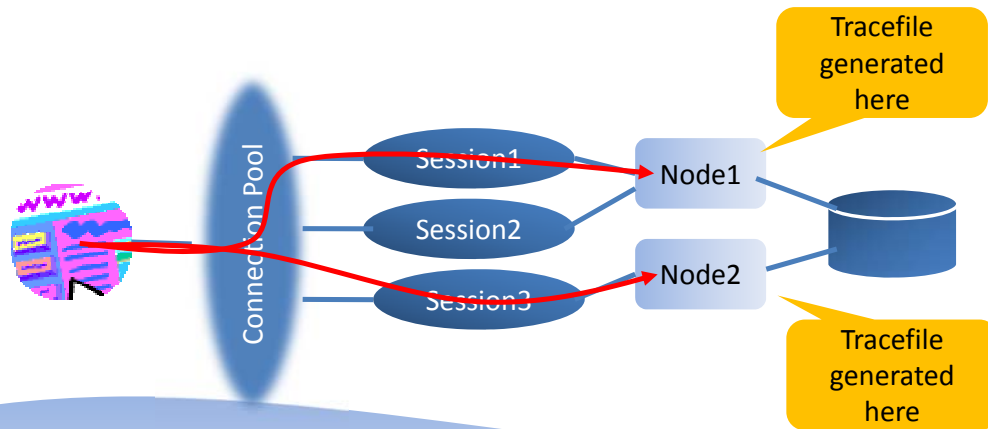 Tracefile
generated
here
Session1
Node1
WWW
Connection Pool
Session2
Session3
Node2
Tracefile
generated
here